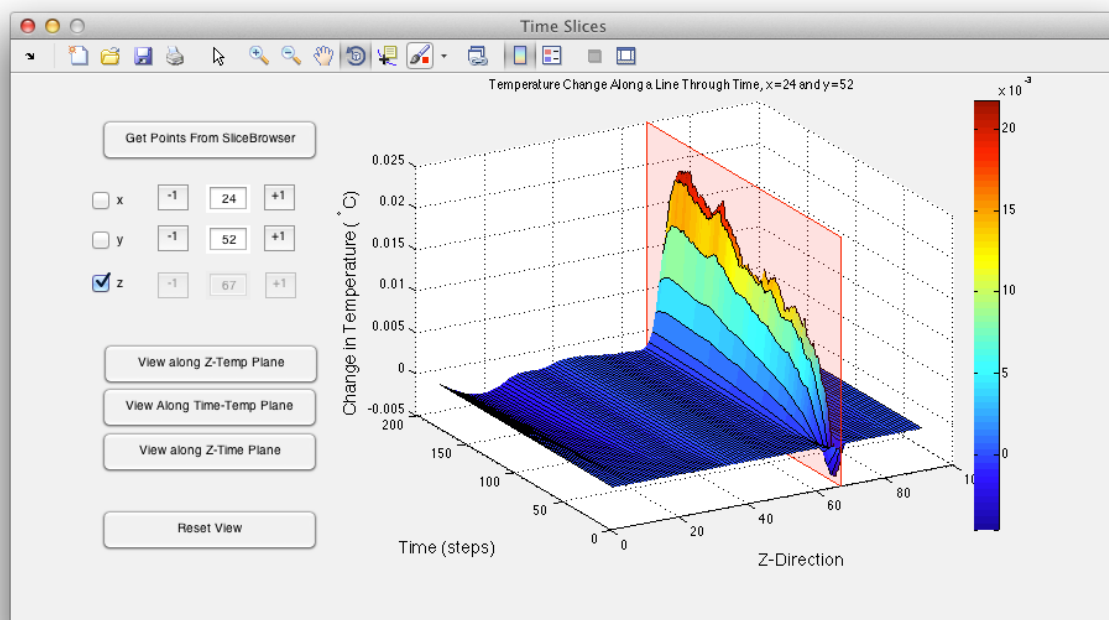 Time Slices
Temperature Change Along a Line Through Time, x=24 and y=52
x 10 -3
Get Points From SliceBrowser
x -1 24 +1
y -1 52 +1
z -1 67 +1
View along Z-Temp Plane
View Along Time-Temp Plane
View along Z-Time Plane
Reset View
Change in Temperature ( ° C)
0.025
0.02
0.015
0.01
0.005
0
-0.005
200
150
100
50
0
Time (steps)
0
20
40
60
80
Z-Direction
20
15
10
5
0